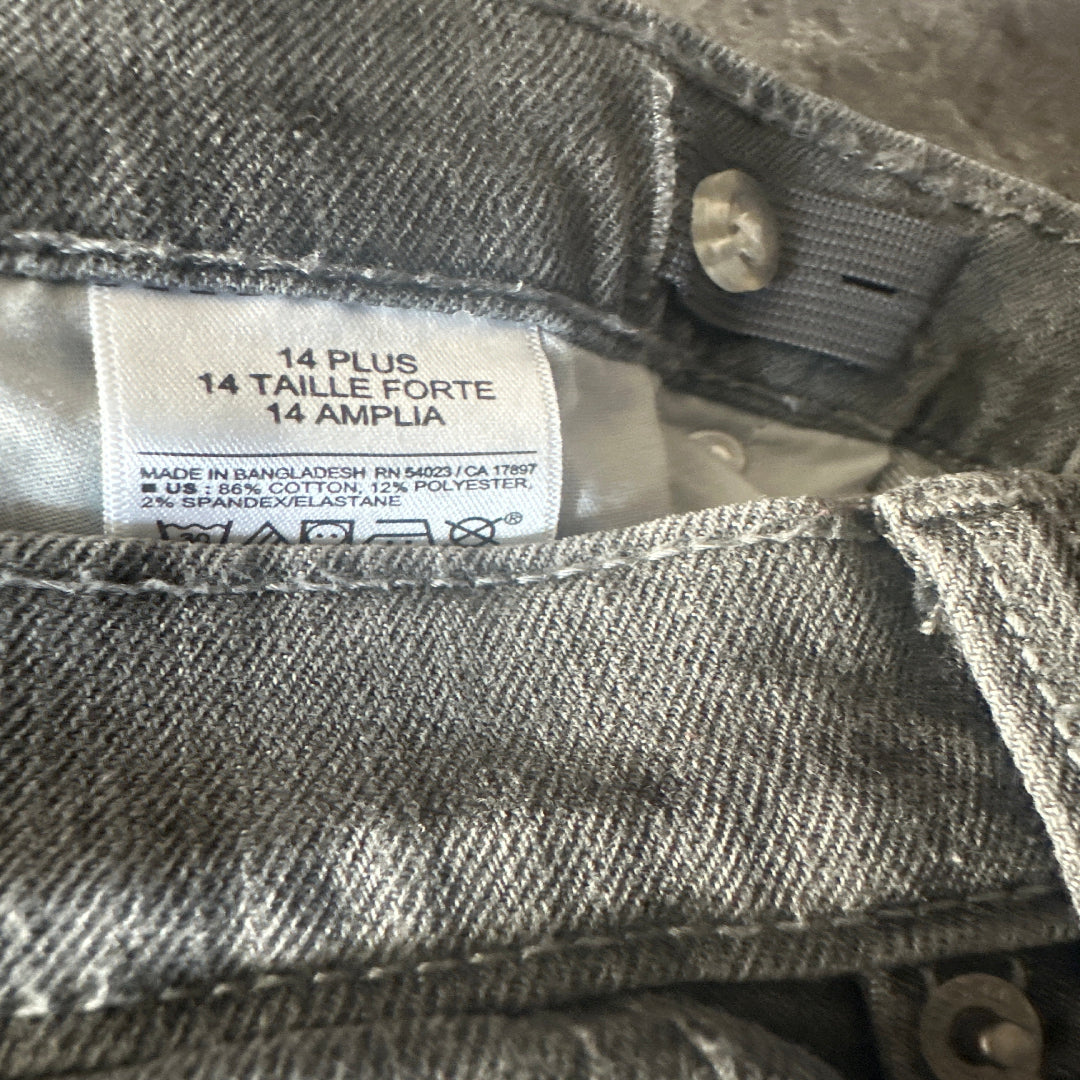 14 PLUS
14 TAILLE FORTE
14 AMPLIA
MADE IN BANGLADESH RN 54023 / CA 17897
US : 86% COTTON, 12% POLYESTER,
2% SPANDEX/ELASTANE
30
®